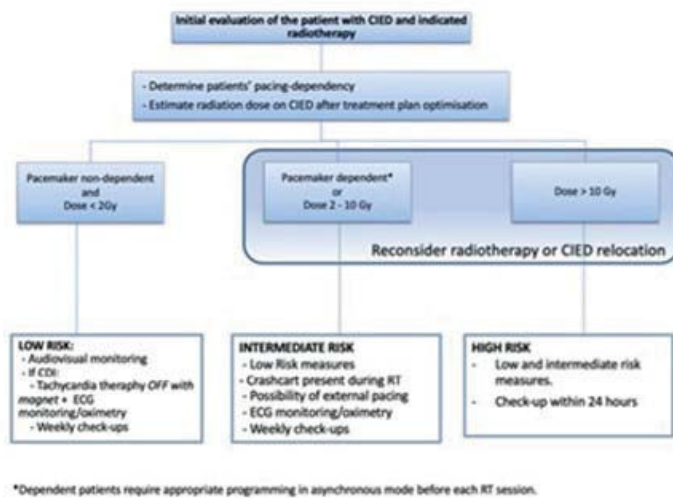 Initial evaluation of the patient with CIED and indicated
radiotherapy
- Determine patients' pacing-dependency
- Estimate radiation dose on CIED after treatment plan optimisation
Pacemaker non-dependent
and
Dose < 2Gy
Pacemaker dependent*
or
Dose 2 - 10 Gy
Dose > 10 Gy
Reconsider radiotherapy or CIED relocation
LOW RISK:
- Audiovisual monitoring
- If CDI:
- Tachycardia theraphy OFF with
magnet + ECG
monitoring/oximetry
- Weekly check-ups
INTERMEDIATE RISK
- Low Risk measures
- Crashcart present during RT
- Possibility of external pacing
- ECG monitoring/oximetry
- Weekly check-ups
HIGH RISK
- Low and intermediate risk
measures.
- Check-up within 24 hours
*Dependent patients require appropriate programming in asynchronous mode before each RT session.